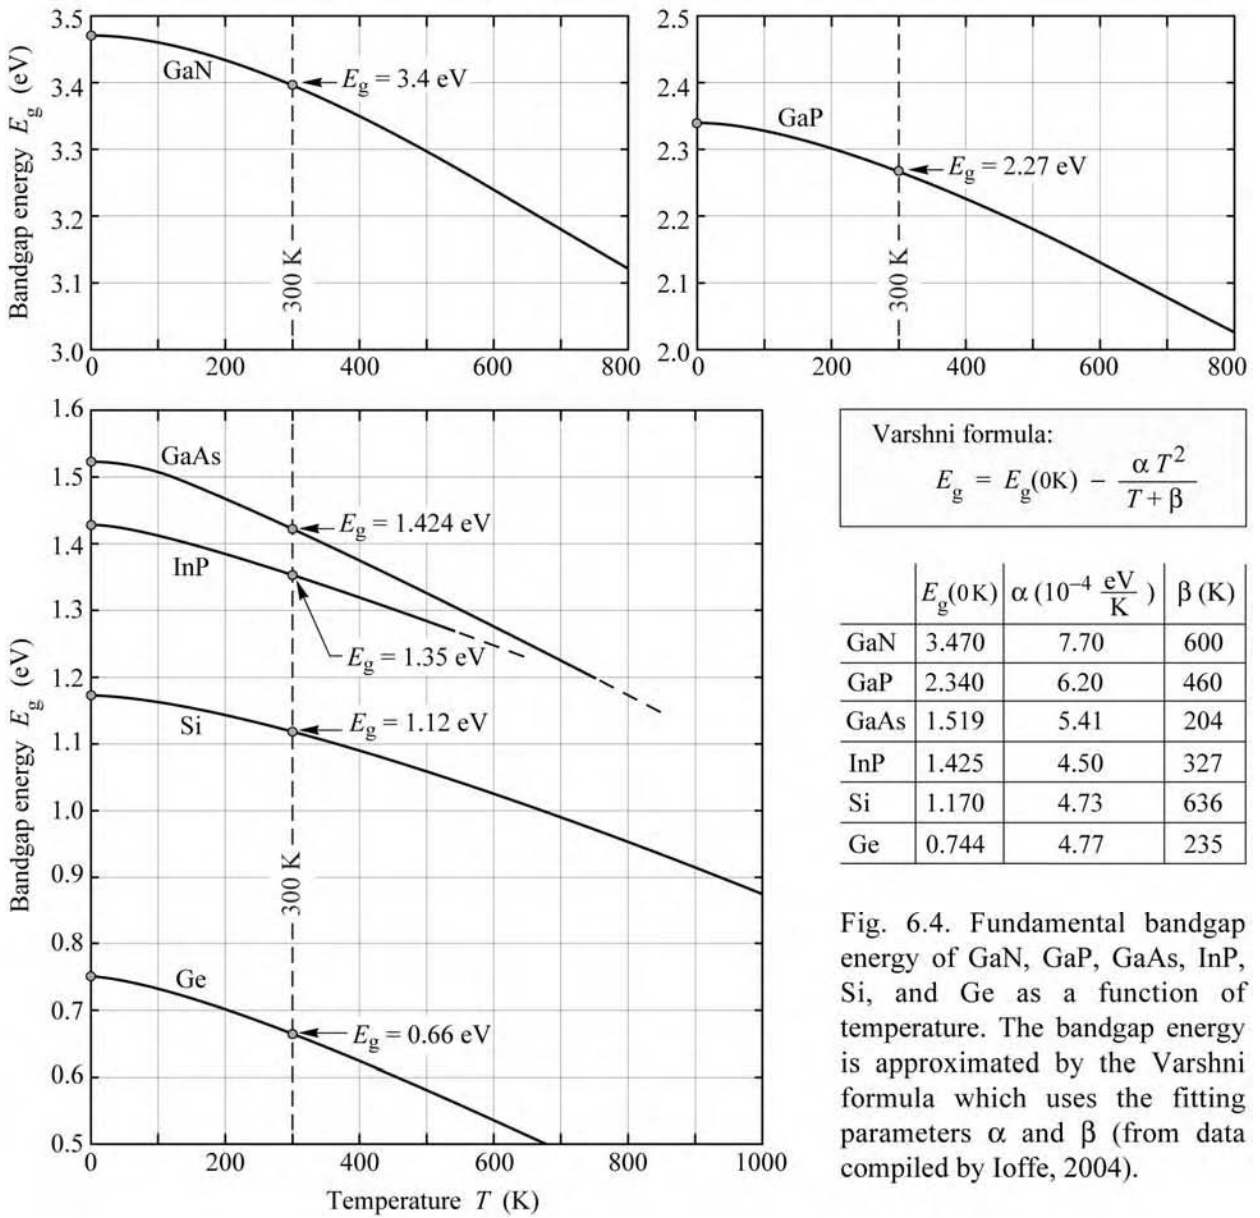 3.5
3.4
3.3
3.2
3.1
3.0
Bandgap energy Eg (eV)
GaN
Eg = 3.4 eV
300 K
0 200 400 600 800
2.5
2.4
2.3
2.2
2.1
2.0
GaP
Eg = 2.27 eV
300 K
0 200 400 600 800
1.6
1.5
1.4
1.3
1.2
1.1
1.0
0.9
0.8
0.7
0.6
0.5
Bandgap energy Eg (eV)
GaAs
Eg = 1.424 eV
InP
Eg = 1.35 eV
Si
Eg = 1.12 eV
300 K
Ge
Eg = 0.66 eV
0 200 400 600 800 1000
Temperature T (K)
Varshni formula:
Eg = Eg(0K) − α T² / T + β
Eg(0K) α (10⁻⁴ eV/K) β (K)
GaN 3.470 7.70 600
GaP 2.340 6.20 460
GaAs 1.519 5.41 204
InP 1.425 4.50 327
Si 1.170 4.73 636
Ge 0.744 4.77 235
Fig. 6.4. Fundamental bandgap
energy of GaN, GaP, GaAs, InP,
Si, and Ge as a function of
temperature. The bandgap energy
is approximated by the Varshni
formula which uses the fitting
parameters α and β (from data
compiled by Ioffe, 2004).